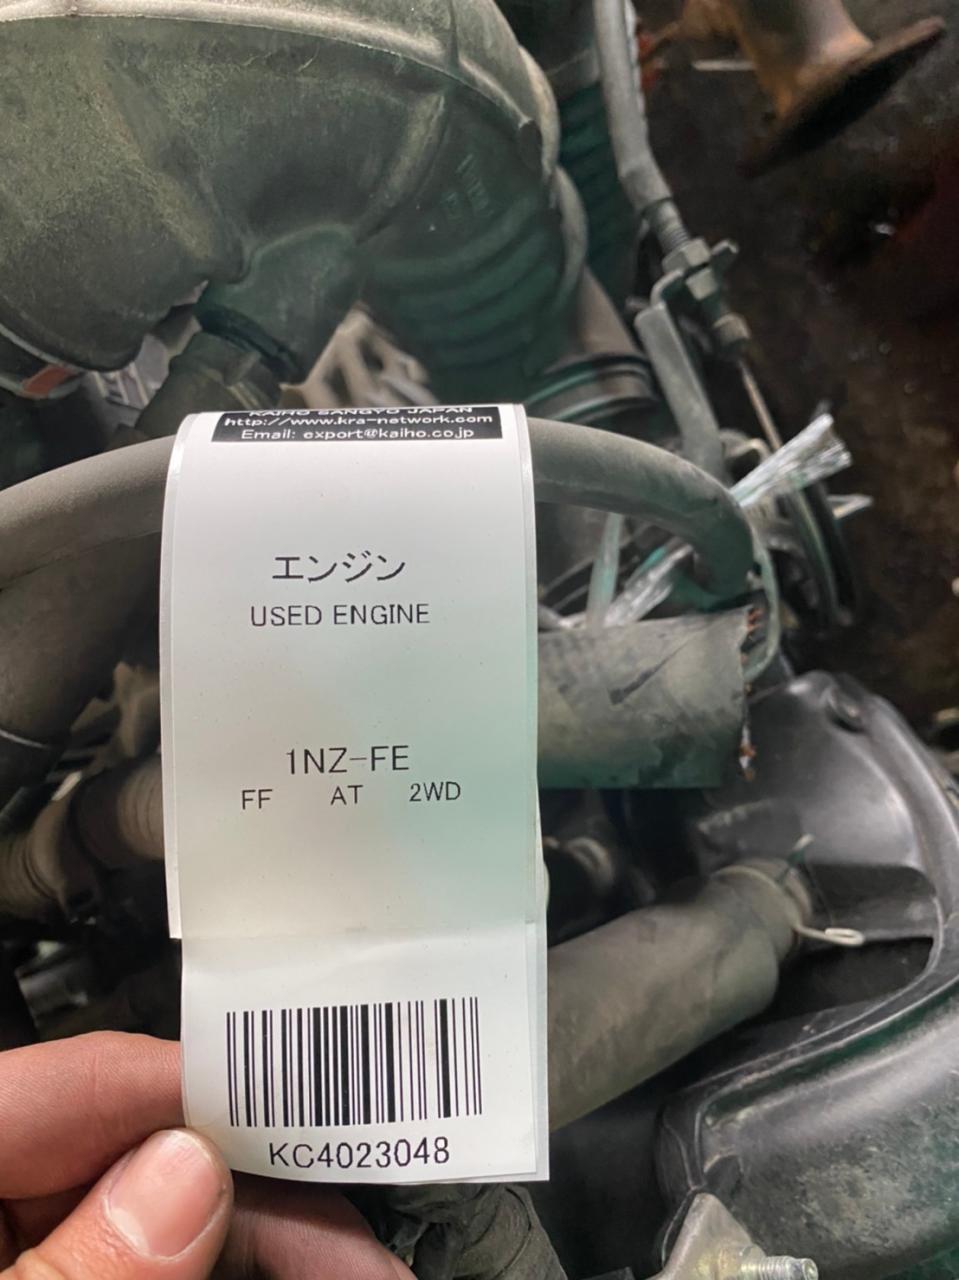 KAIHO SANGYO JAPAN
http://www.kra-network.com
Email: export@kaiho.co.jp
エンジン
USED ENGINE
1NZ-FE
FF AT 2WD
KC4023048